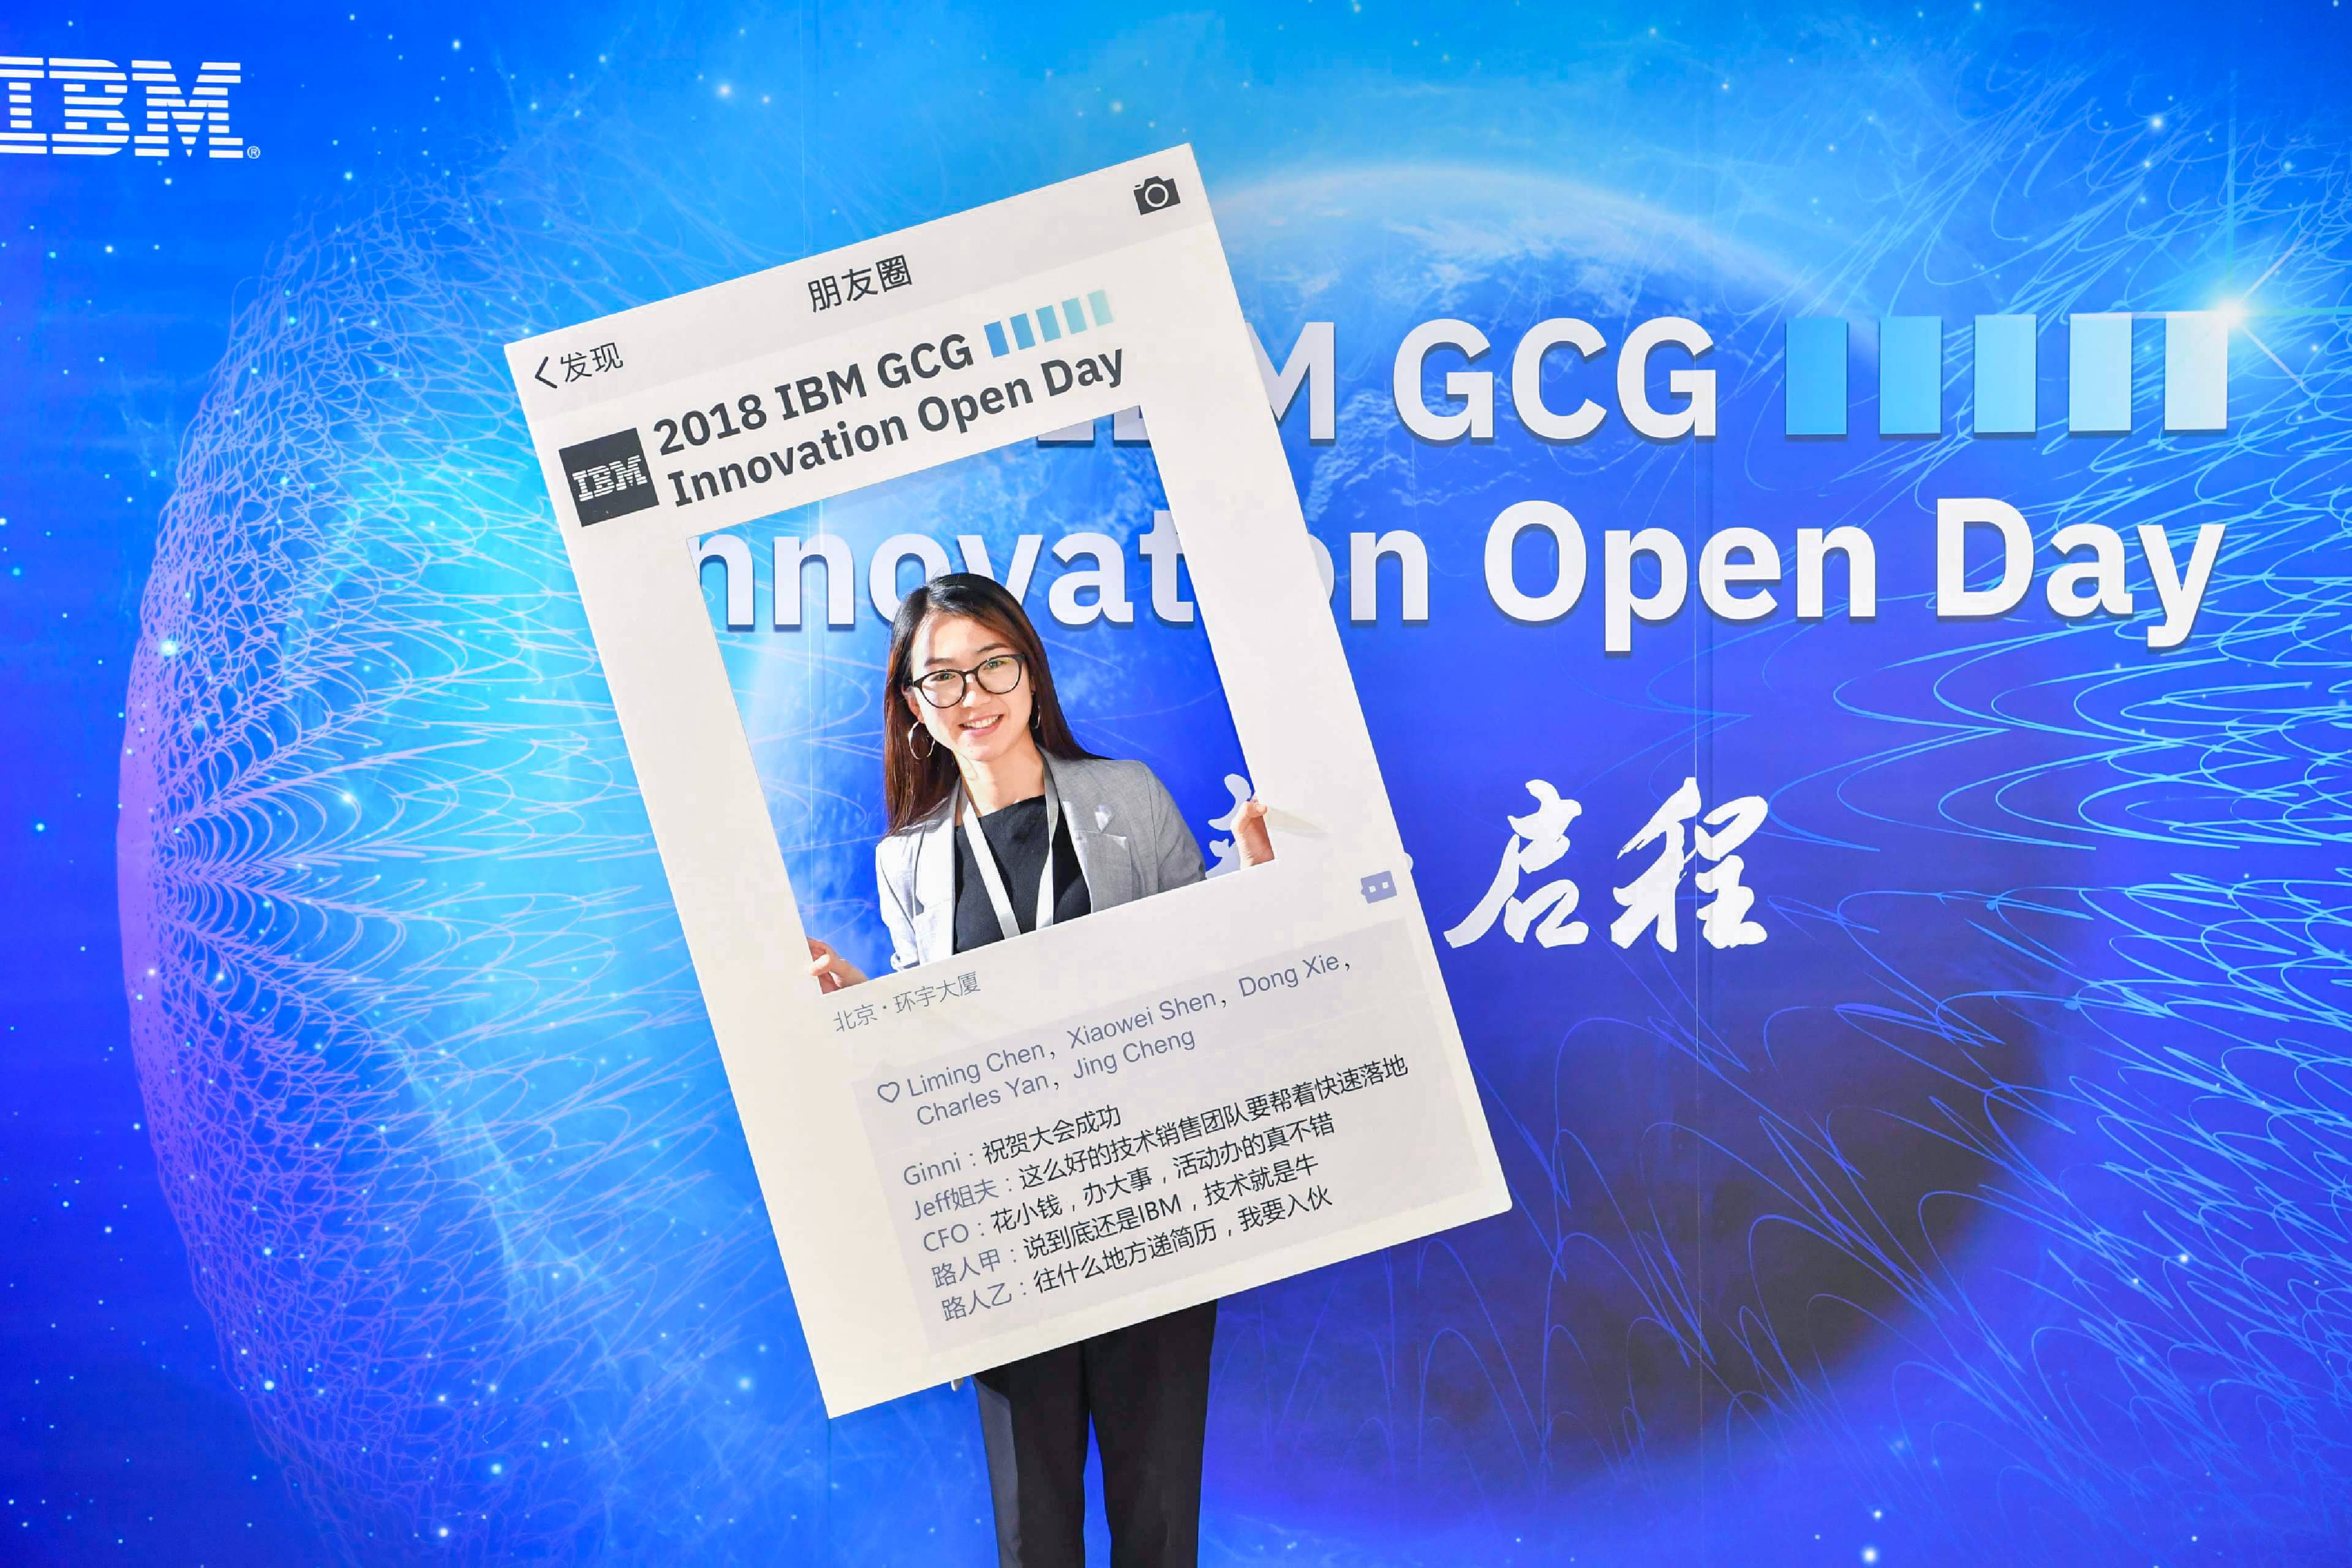 IBM®
朋友圈
发现
2018 IBM GCG
Innovation Open Day
IBM
M GCG
nnovat n Open Day
启程
北京·环宇大厦
Liming Chen，Xiaowei Shen，Dong Xie，
Charles Yan，Jing Cheng
Ginni：祝贺大会成功
Jeff姐夫：这么好的技术销售团队要帮着快速落地
CFO：花小钱，办大事，活动办的真不错
路人甲：说到底还是IBM，技术就是牛
路人乙：往什么地方递简历，我要入伙